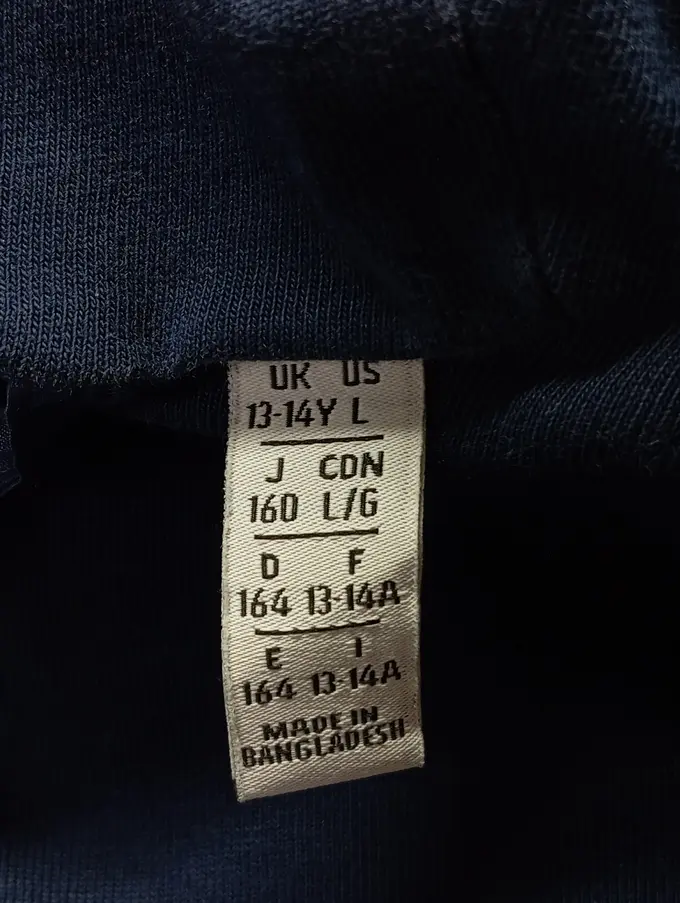 UK US
13-14Y L
J CDN
160 L/G
D F
164 13-14A
E I
164 13-14A
MADE IN
BANGLADESH